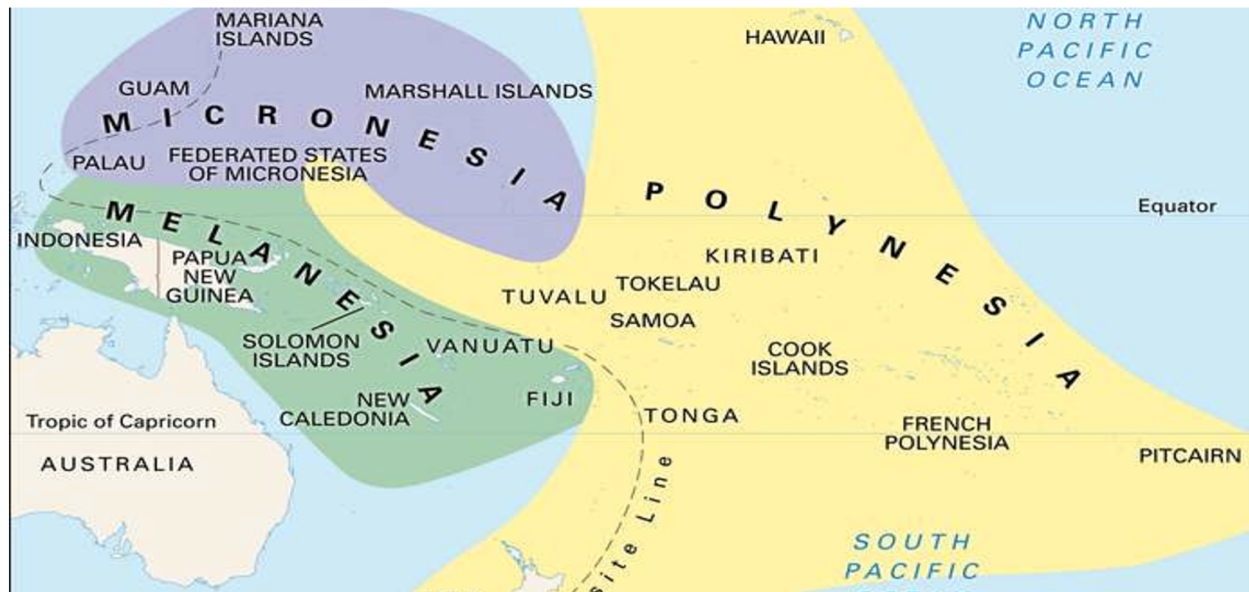 MARIANA
ISLANDS
HAWAII
NORTH
PACIFIC
OCEAN
GUAM
MARSHALL ISLANDS
MICRONESIA
PALAU
FEDERATED STATES
OF MICRONESIA
POLYNESIA
Equator
MELANESIA
INDONESIA
PAPUA
NEW
GUINEA
KIRIBATI
TOKELAU
TUVALU
SAMOA
SOLOMON
ISLANDS
VANUATU
COOK
ISLANDS
NEW
CALEDONIA
FIJI
TONGA
Tropic of Capricorn
FRENCH
POLYNESIA
PITCAIRN
AUSTRALIA
site Line
SOUTH
PACIFIC